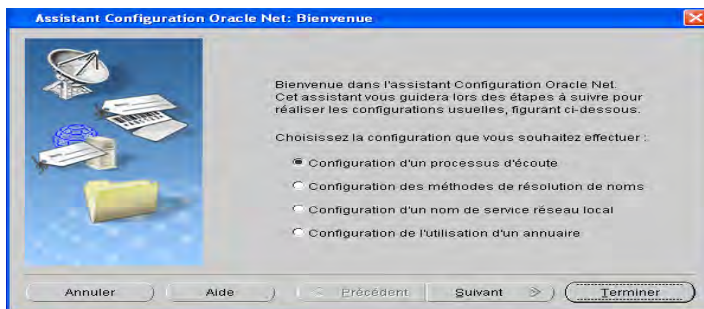 Assistant Configuration Oracle Net: Bienvenue
Bienvenue dans l'assistant Configuration Oracle Net.
Cet assistant vous guidera lors des étapes à suivre pour
réaliser les configurations usuelles, figurant ci-dessous.
Choisissez la configuration que vous souhaitez effectuer :
Configuration d'un processus d'écoute
Configuration des méthodes de résolution de noms
Configuration d'un nom de service réseau local
Configuration de l'utilisation d'un annuaire
Annuler Aide Précédent Suivant Terminer